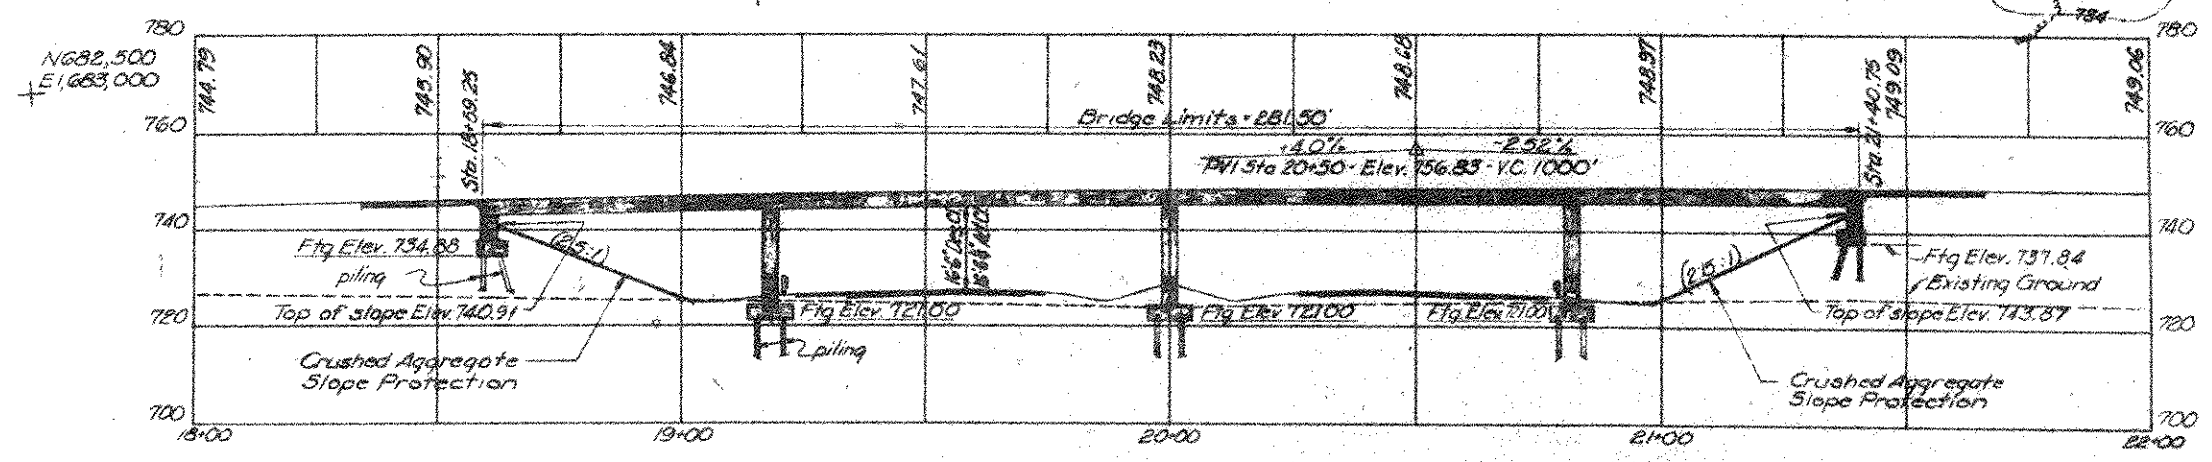 784
780
780
N682,500
E1,683,000
744.79
745.90
746.84
747.61
748.23
748.68
748.97
749.09
749.06
760
760
Bridge Limits = 281.50'
Sta. 18+59.25
Sta. 21+40.75
+4.0% -2.52%
PVI Sta 20+50 - Elev. 756.83 - V.C. 1000'
740
740
Ftg Elev. 734.88
piling
(2.5:1)
(2.5:1)
Ftg Elev. 737.84
Existing Ground
Top of slope Elev. 740.91
Ftg Elev. 721.00
Ftg Elev. 721.00
Ftg Elev. 721.00
Top of slope Elev. 743.87
720
720
piling
Crushed Aggregate
Slope Protection
Crushed Aggregate
Slope Protection
700
700
18+00
19+00
20+00
21+00
22+00